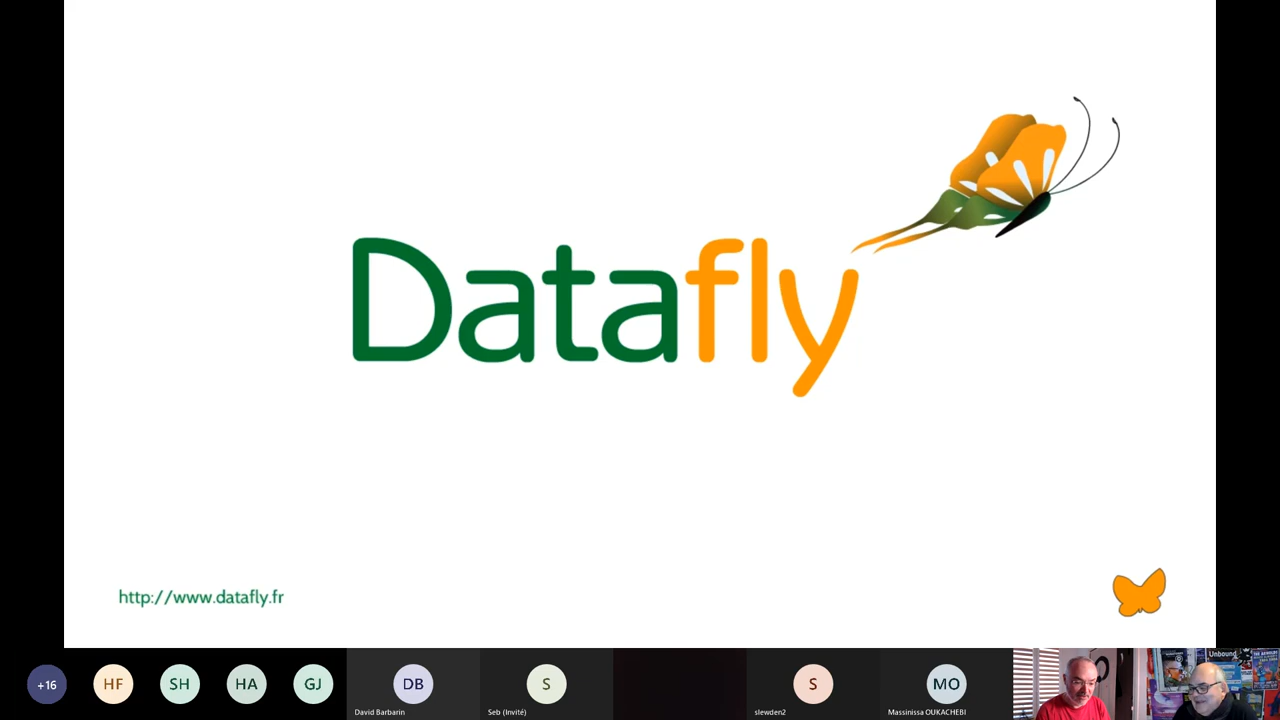 Datafly
http://www.datafly.fr
+16
HF
SH
HA
GJ
DB
David Barbarin
S
Seb (Invité)
S
slewden2
MO
Massinissa OUKACHEBI
Unbound